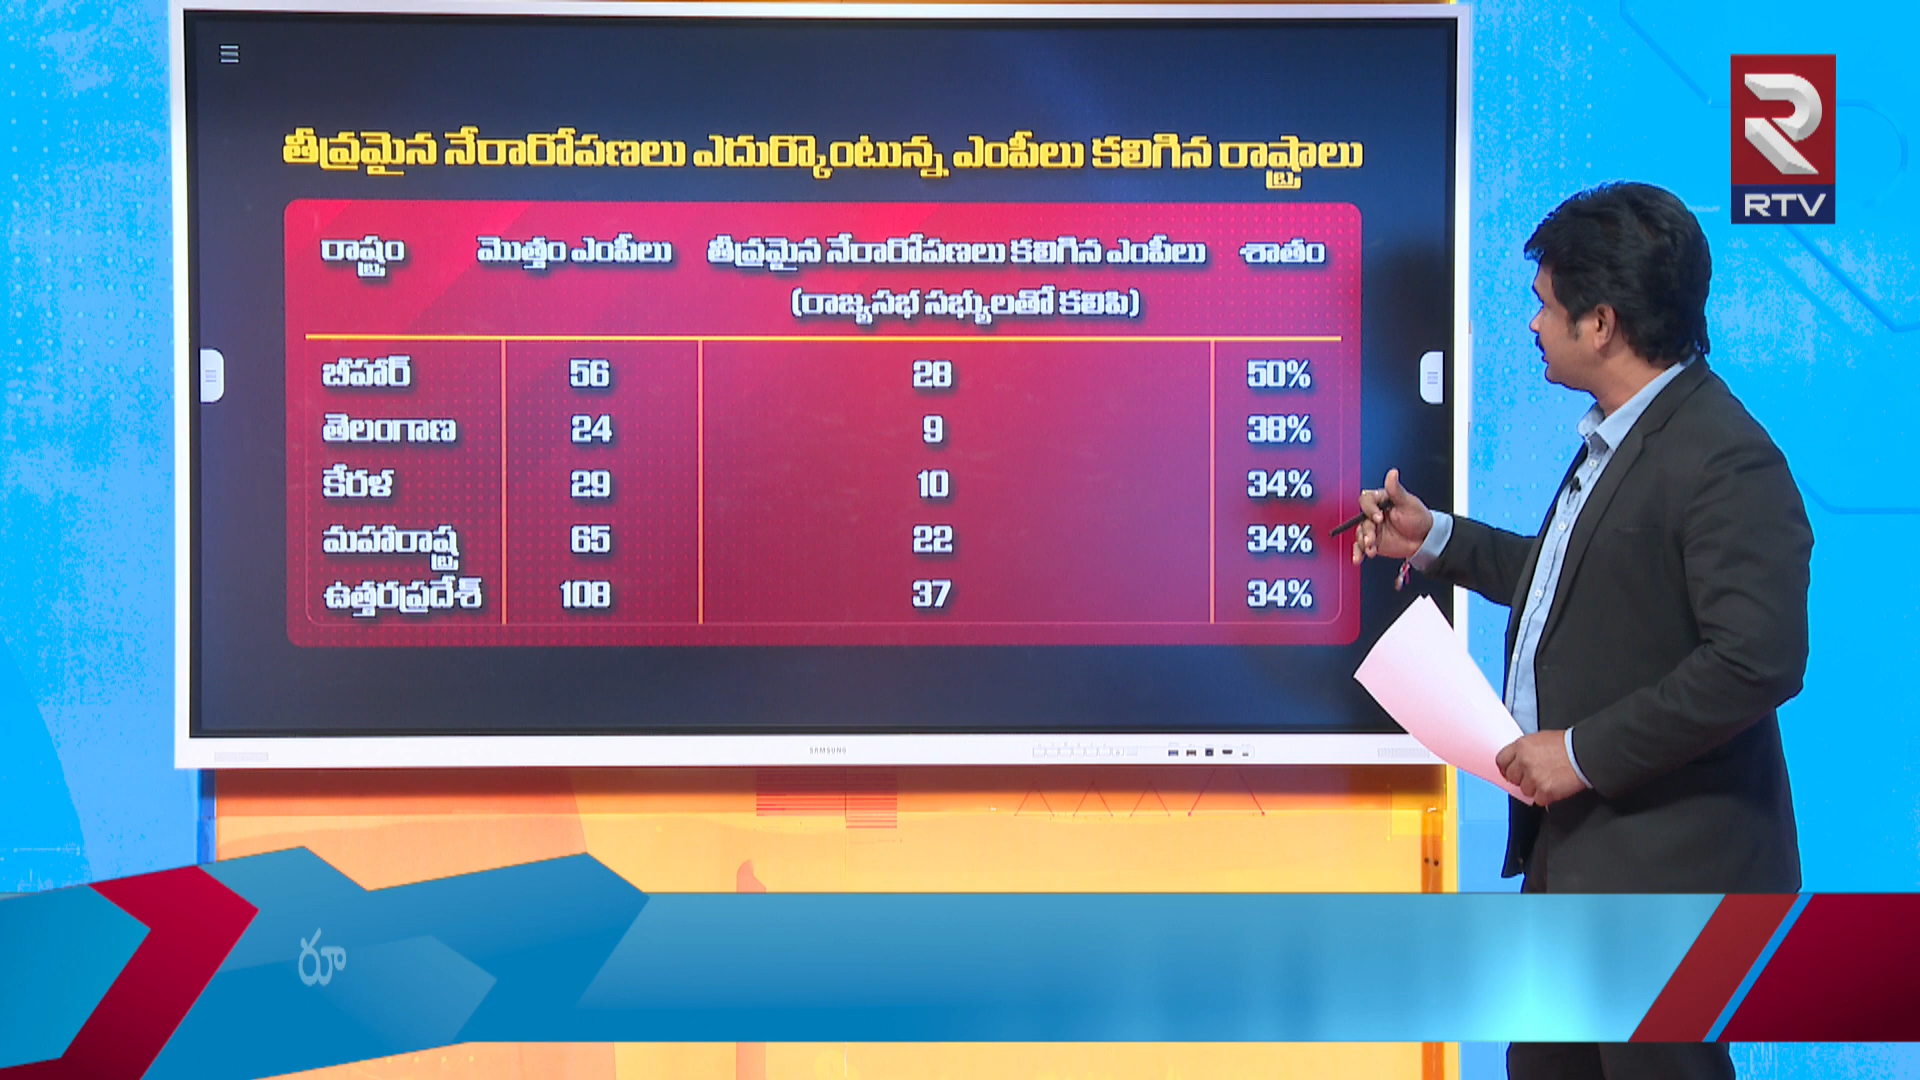 తీవ్రమైన నేరారోపణలు ఎదుర్కొంటున్న ఎంపీలు కలిగిన రాష్ట్రాలు
రాష్ట్రం మొత్తం ఎంపీలు తీవ్రమైన నేరారోపణలు కలిగిన ఎంపీలు శాతం
(రాజ్యసభ సభ్యులతో కలిపి)
బీహార్ 56 28 50%
తెలంగాణ 24 9 38%
కేరళ 29 10 34%
మహారాష్ట్ర 65 22 34%
ఉత్తరప్రదేశ్ 108 37 34%
SAMSUNG
R
RTV
రూ